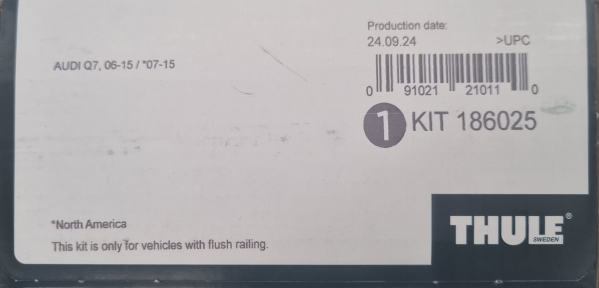 Production date:
24.09.24 >UPC
AUDI Q7, 06-15 / *07-15
0 91021 21011 0
1 KIT 186025
*North America
This kit is only for vehicles with flush railing.
THULE®
SWEDEN